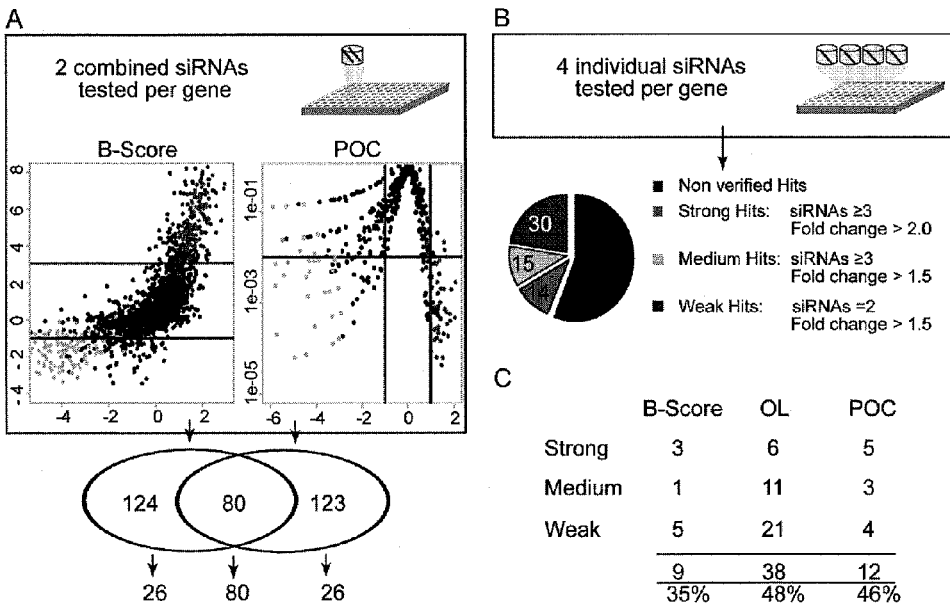 A
2 combined siRNAs
tested per gene
B-Score
POC
8
6
4
2
0
-2
-4
-4
-2
0
2
1e-01
1e-03
1e-05
-6
-4
-2
0
2
124
80
123
26
80
26
B
4 individual siRNAs
tested per gene
30
15
14
Non verified Hits
Strong Hits: siRNAs ≥3
Fold change > 2.0
Medium Hits: siRNAs ≥3
Fold change > 1.5
Weak Hits: siRNAs =2
Fold change > 1.5
C
B-Score OL POC
Strong 3 6 5
Medium 1 11 3
Weak 5 21 4
9 38 12
35% 48% 46%